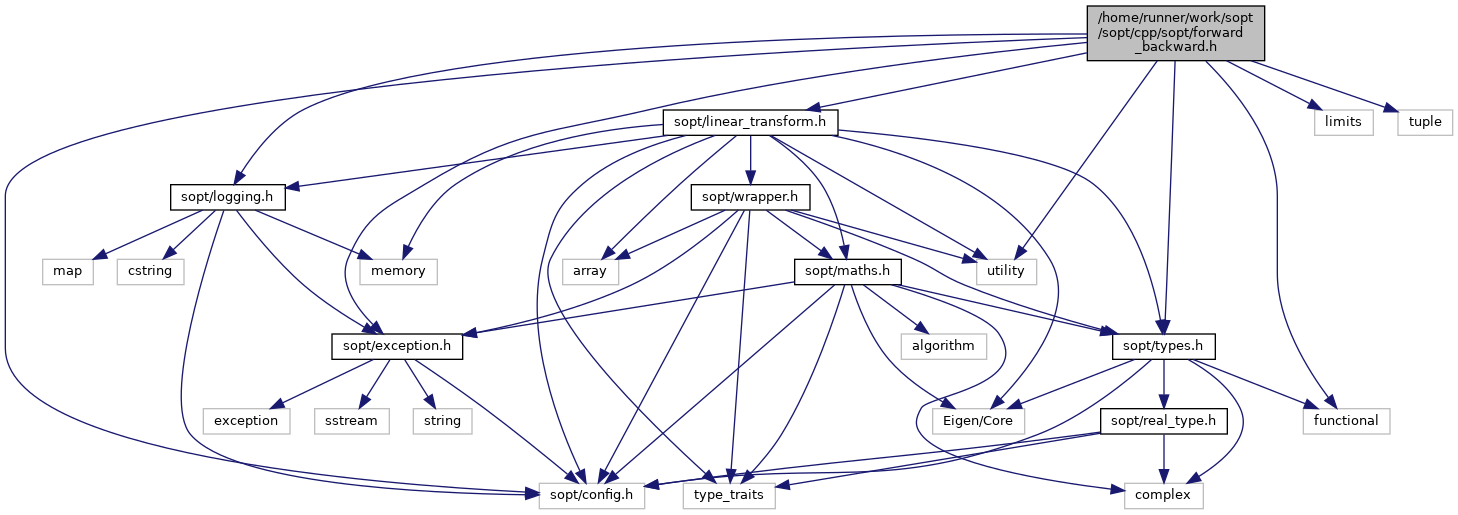 /home/runner/work/sopt
/sopt/cpp/sopt/forward
_backward.h
sopt/linear_transform.h
limits
tuple
sopt/logging.h
sopt/wrapper.h
map
cstring
memory
array
sopt/maths.h
utility
sopt/exception.h
algorithm
sopt/types.h
exception
sstream
string
Eigen/Core
sopt/real_type.h
functional
sopt/config.h
type_traits
complex